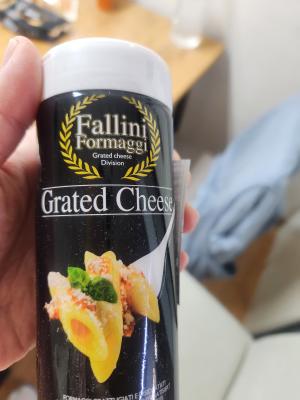 Fallini
Formaggi
Grated cheese
Division
Grated Cheese